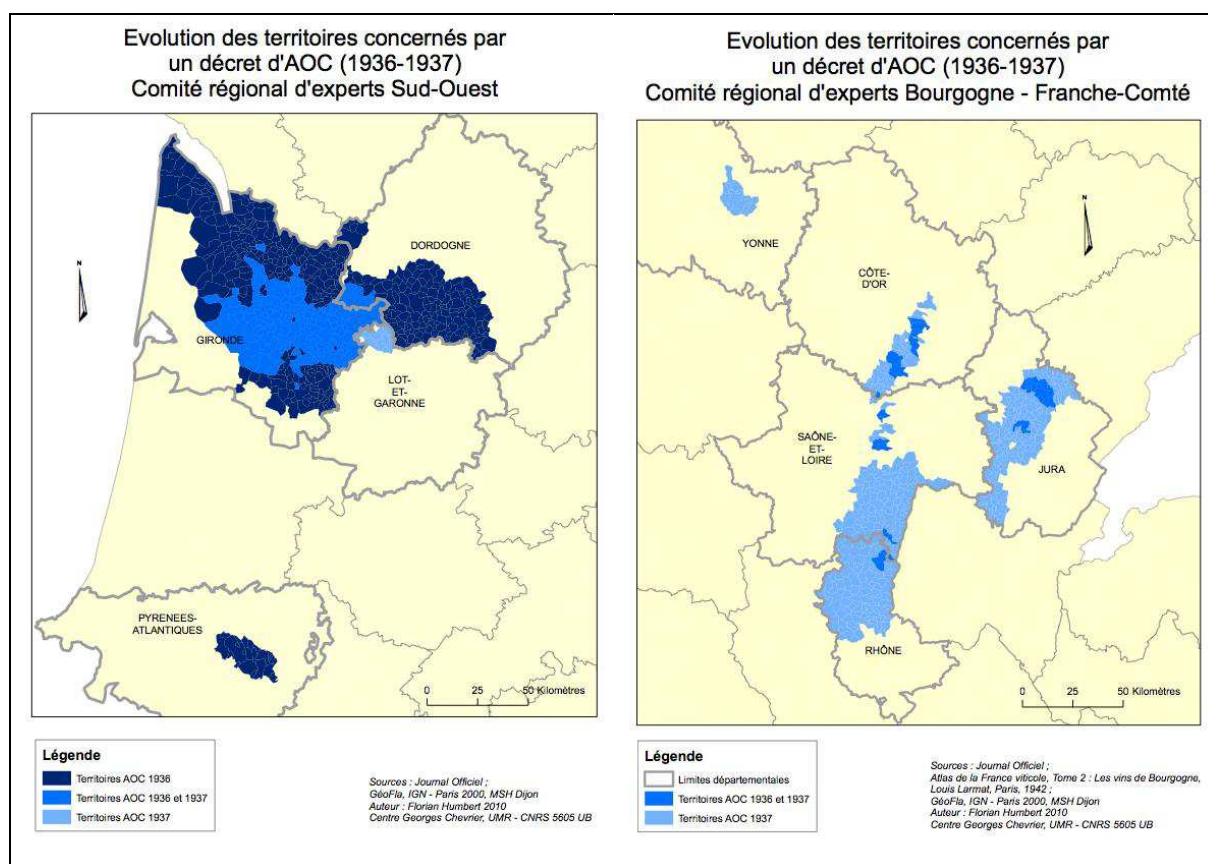 Evolution des territoires concernés par
un décret d'AOC (1936-1937)
Comité régional d'experts Sud-Ouest
N
DORDOGNE
GIRONDE
LOT-
ET-
GARONNE
PYRENEES-
ATLANTIQUES
0 25 50 Kilomètres
Légende
Territoires AOC 1936
Territoires AOC 1936 et 1937
Territoires AOC 1937
Sources : Journal Officiel ;
GéoFla, IGN - Paris 2000, MSH Dijon
Auteur : Florian Humbert 2010
Centre Georges Chevrier, UMR - CNRS 5605 UB
Evolution des territoires concernés par
un décret d'AOC (1936-1937)
Comité régional d'experts Bourgogne - Franche-Comté
N
YONNE
CÔTE-
D'OR
SAÔNE-
ET-
LOIRE
JURA
RHÔNE
0 25 50 Kilomètres
Légende
Limites départementales
Territoires AOC 1936 et 1937
Territoires AOC 1937
Sources : Journal Officiel ;
Atlas de la France viticole, Tome 2 : Les vins de Bourgogne,
Louis Larmat, Paris, 1942 ;
GéoFla, IGN - Paris 2000, MSH Dijon
Auteur : Florian Humbert 2010
Centre Georges Chevrier, UMR - CNRS 5605 UB